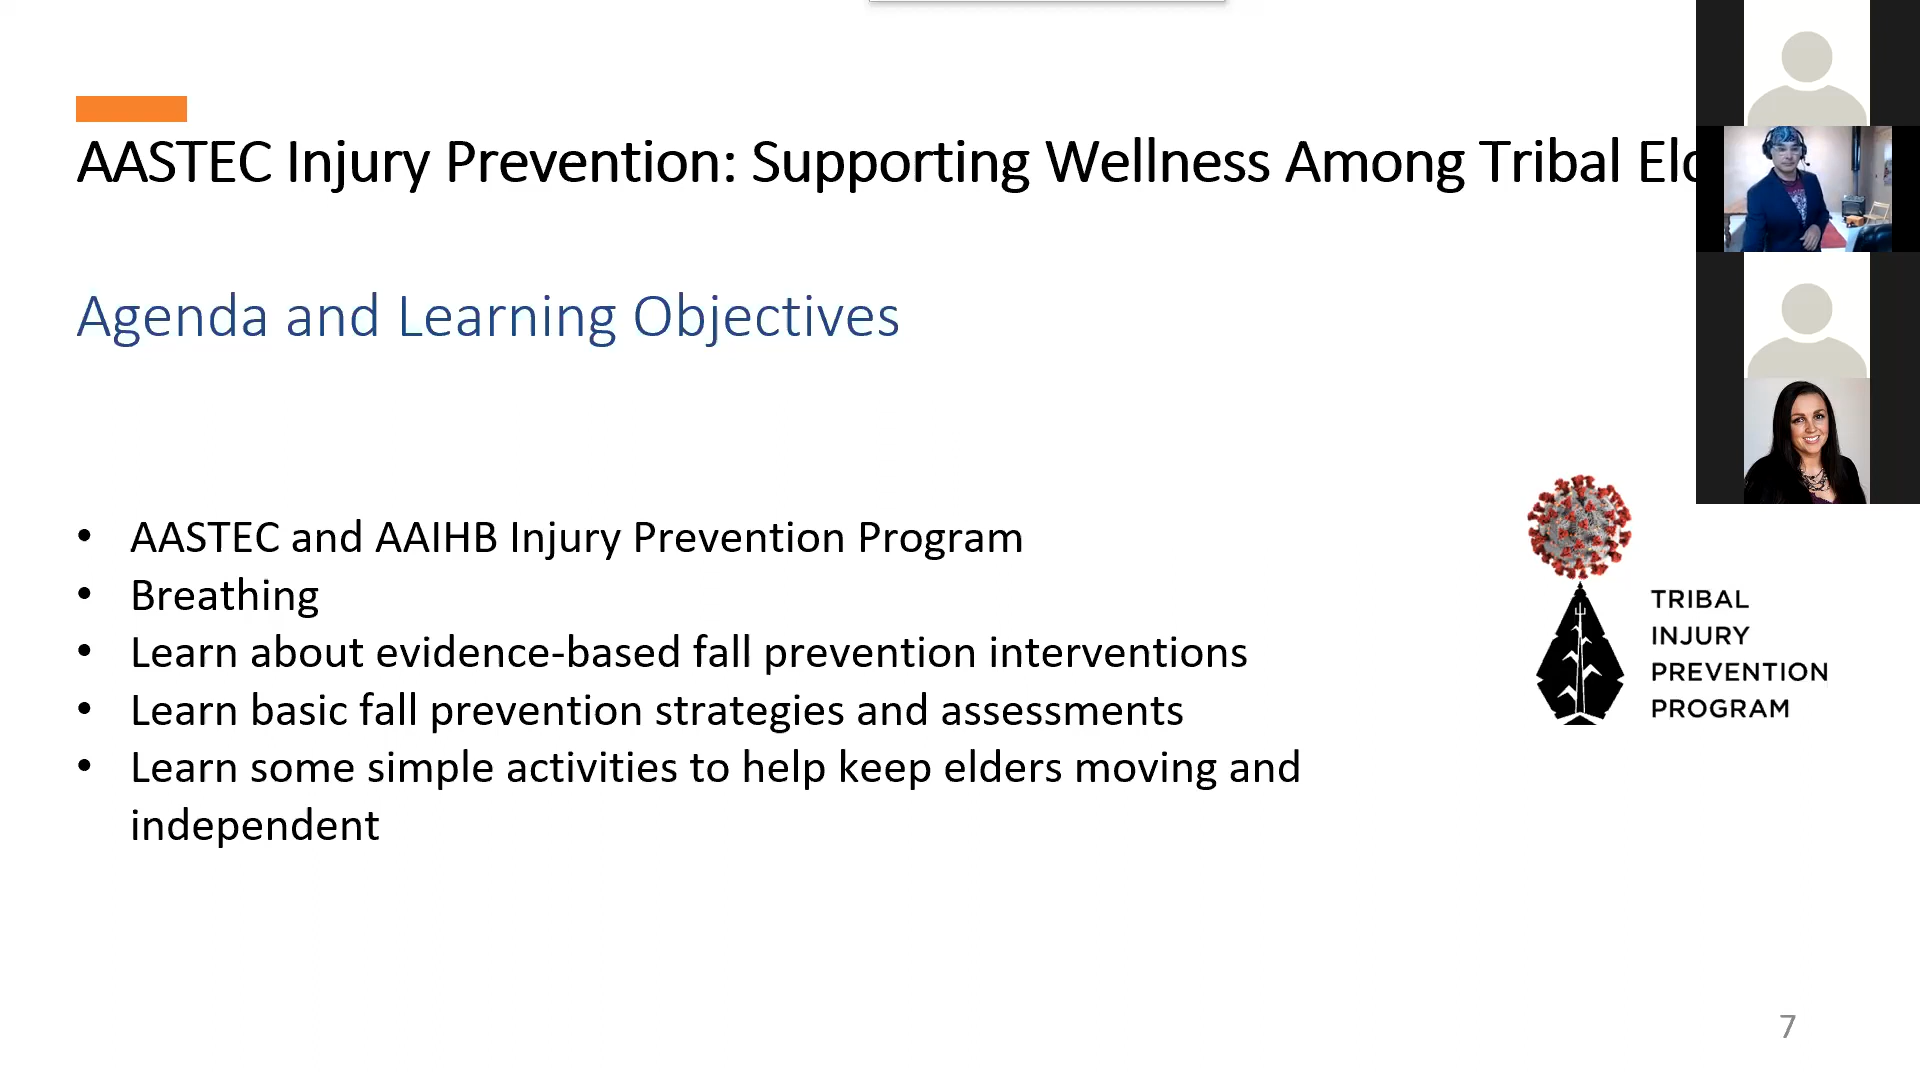 AASTEC Injury Prevention: Supporting Wellness Among Tribal
Agenda and Learning Objectives
• AASTEC and AAIHB Injury Prevention Program
• Breathing
• Learn about evidence-based fall prevention interventions
• Learn basic fall prevention strategies and assessments
• Learn some simple activities to help keep elders moving and
independent
TRIBAL
INJURY
PREVENTION
PROGRAM
7